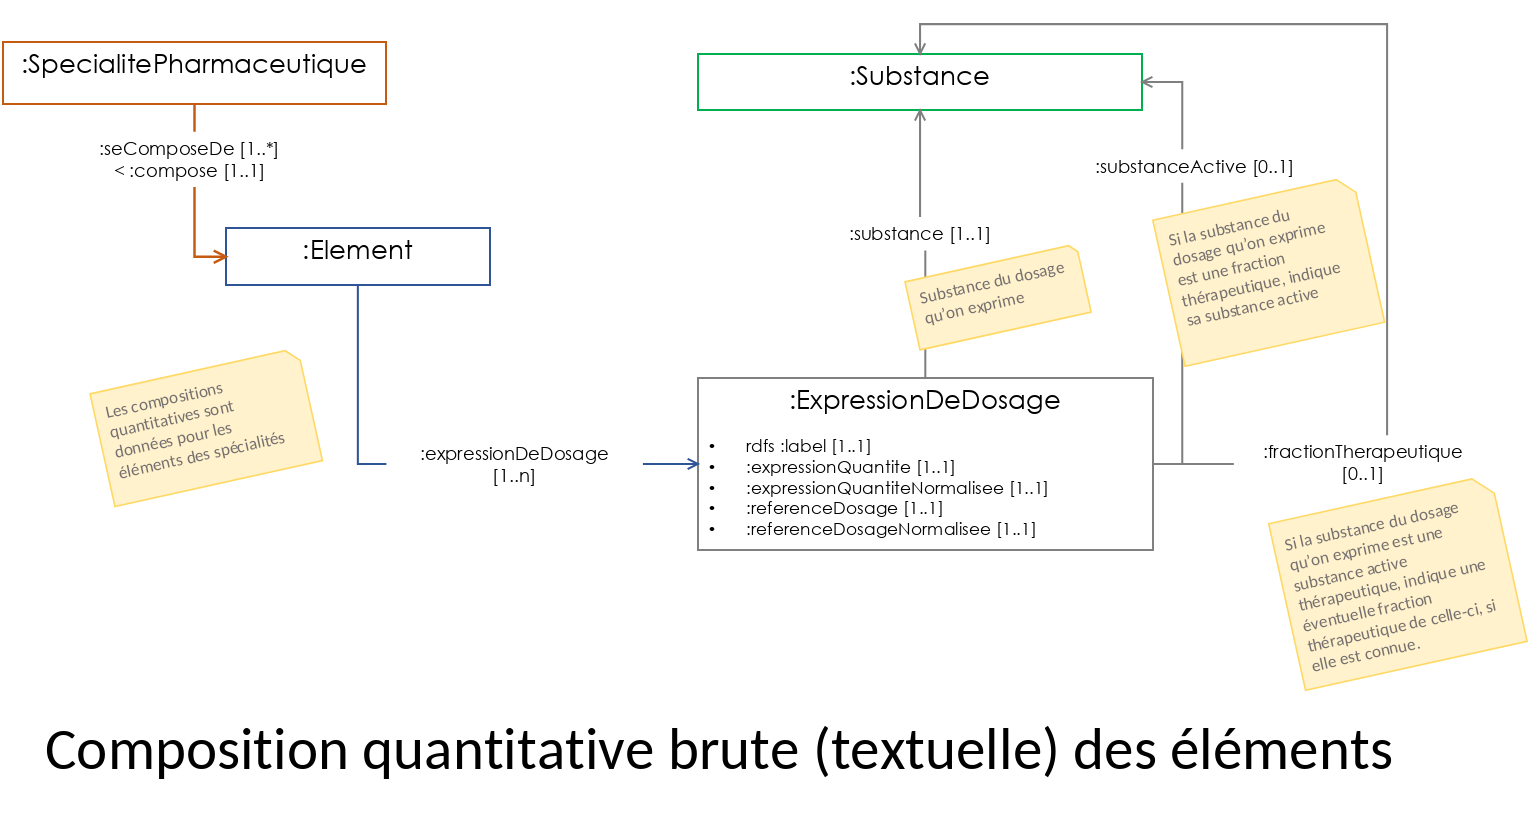 :SpecialitePharmaceutique
:Substance
:seComposeDe [1..*]
< :compose [1..1]
:substanceActive [0..1]
:Element
:substance [1..1]
Si la substance du
dosage qu'on exprime
est une fraction
thérapeutique, indique
sa substance active
Substance du dosage
qu'on exprime
Les compositions
quantitatives sont
données pour les
éléments des spécialités
:expressionDeDosage
[1..n]
:ExpressionDeDosage
• rdfs :label [1..1]
• :expressionQuantite [1..1]
• :expressionQuantiteNormalisee [1..1]
• :referenceDosage [1..1]
• :referenceDosageNormalisee [1..1]
:fractionTherapeutique
[0..1]
Si la substance du dosage
qu'on exprime est une
substance active
thérapeutique, indique une
éventuelle fraction
thérapeutique de celle-ci, si
elle est connue.
Composition quantitative brute (textuelle) des éléments